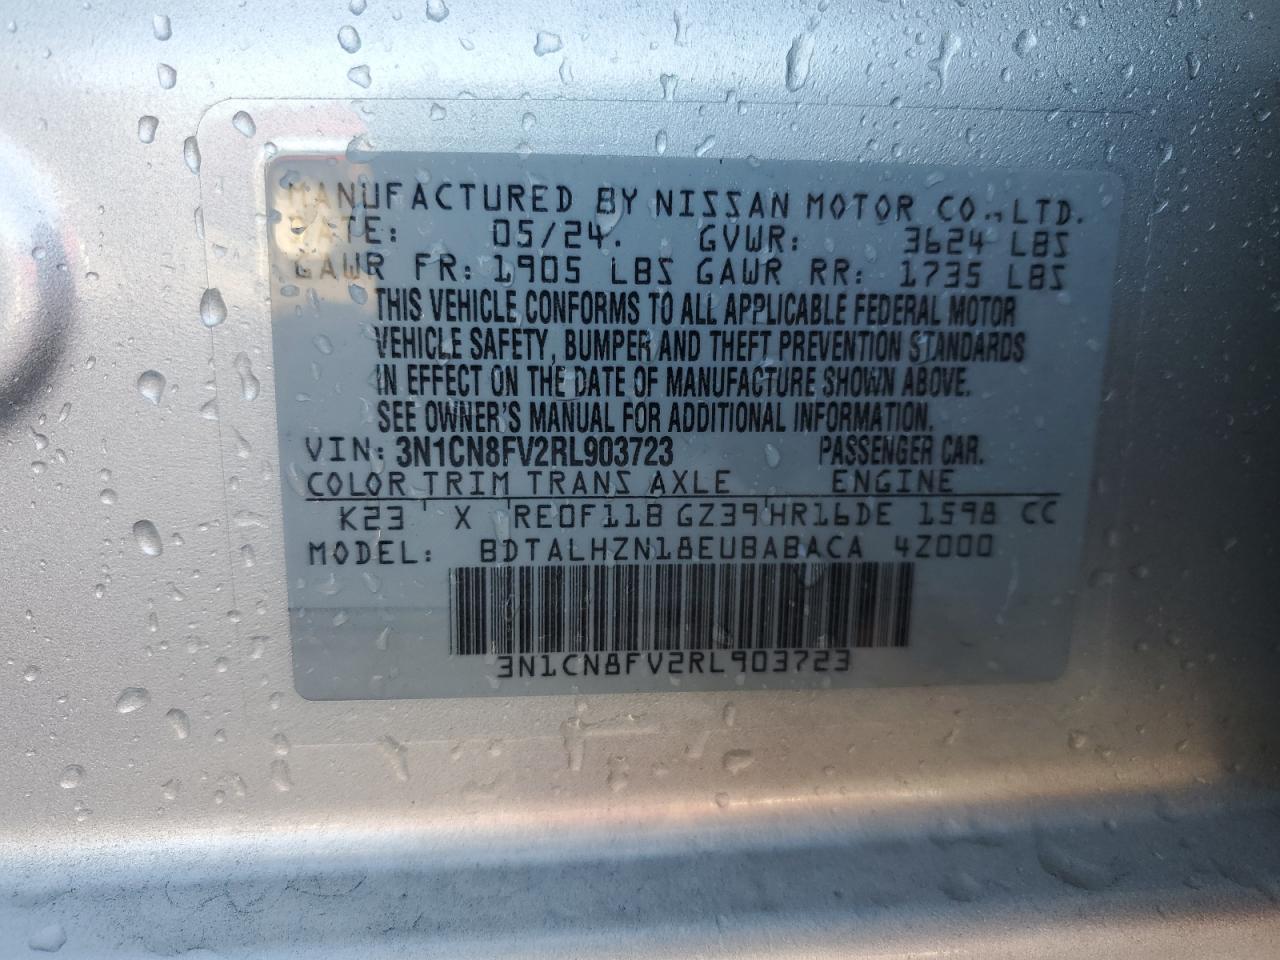 MANUFACTURED BY NISSAN MOTOR CO., LTD.
DATE: 05/24. GVWR: 3624 LBS
GAWR FR: 1905 LBS GAWR RR: 1735 LBS
THIS VEHICLE CONFORMS TO ALL APPLICABLE FEDERAL MOTOR
VEHICLE SAFETY, BUMPER AND THEFT PREVENTION STANDARDS
IN EFFECT ON THE DATE OF MANUFACTURE SHOWN ABOVE.
SEE OWNER'S MANUAL FOR ADDITIONAL INFORMATION.
VIN: 3N1CN8FV2RL903723 PASSENGER CAR.
COLOR TRIM TRANS AXLE ENGINE
K23 X RE0F11B GZ39 HR16DE 1598 CC
MODEL: BDTALHZN18EUBABACA 4Z000
3N1CN8FV2RL903723